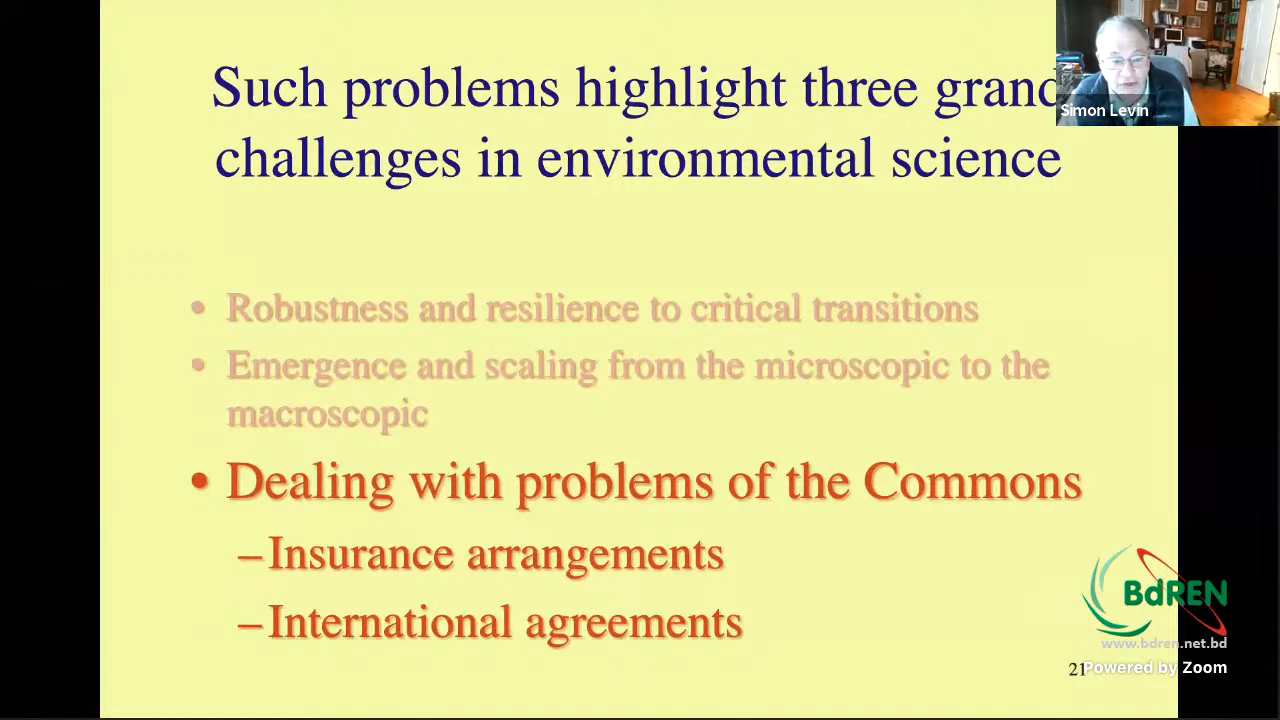 Such problems highlight three grand
challenges in environmental science
Simon Levin
• Robustness and resilience to critical transitions
• Emergence and scaling from the microscopic to the
macroscopic
• Dealing with problems of the Commons
–Insurance arrangements
–International agreements
BdREN
www.bdren.net.bd
21
Powered by Zoom